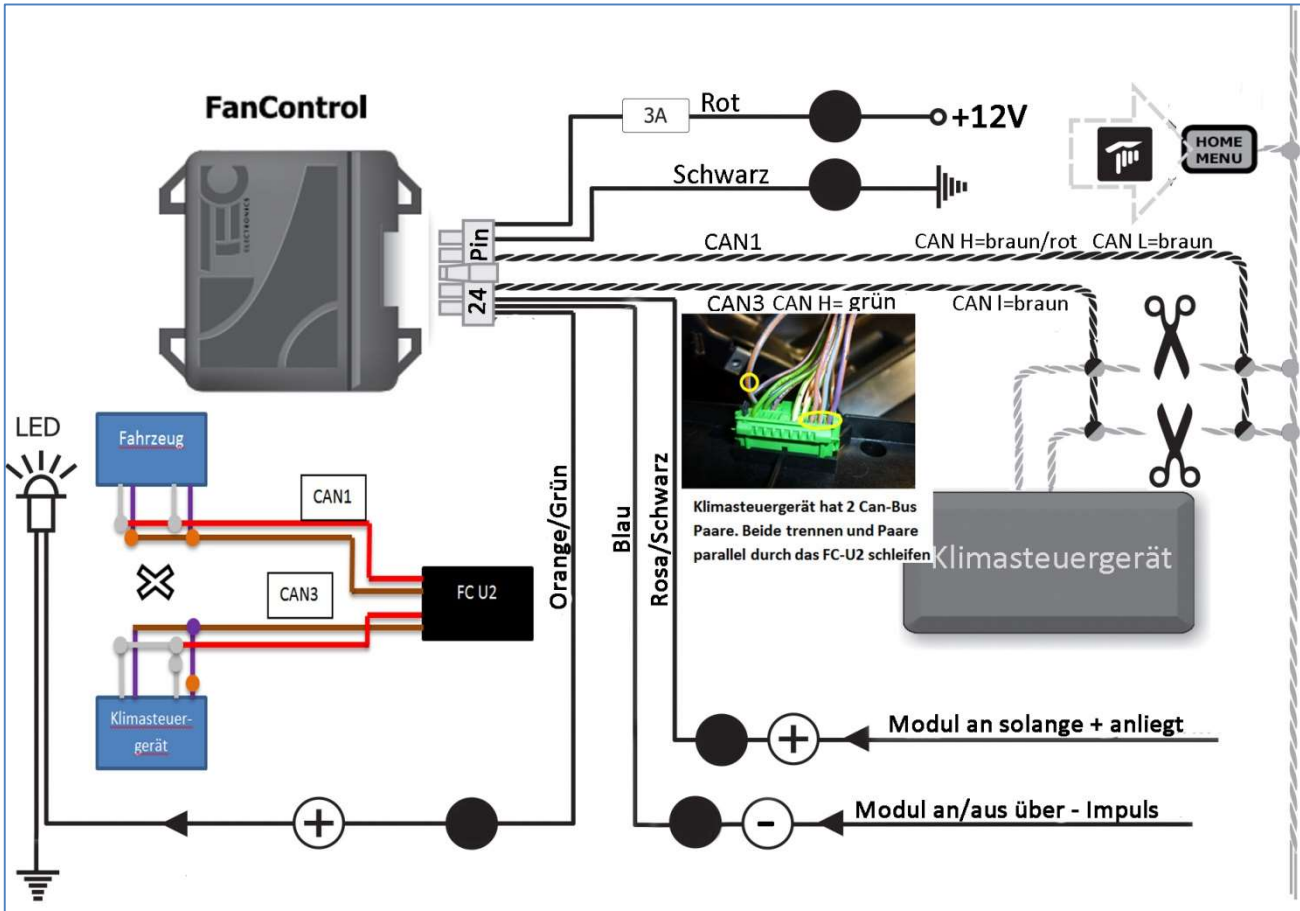 FanControl
TEC
ELECTRONICS
3A
Rot
+12V
HOME
MENU
Schwarz
Pin
24
CAN1
CAN H=braun/rot CAN L=braun
CAN3 CAN H= grün
CAN l=braun
Klimasteuergerät hat 2 Can-Bus
Paare. Beide trennen und Paare
parallel durch das FC-U2 schleifen
Klimasteuergerät
LED
Fahrzeug
CAN1
CAN3
FC U2
Klimasteuer-
gerät
Orange/Grün
Blau
Rosa/Schwarz
+
Modul an solange + anliegt
-
Modul an/aus über - Impuls
+